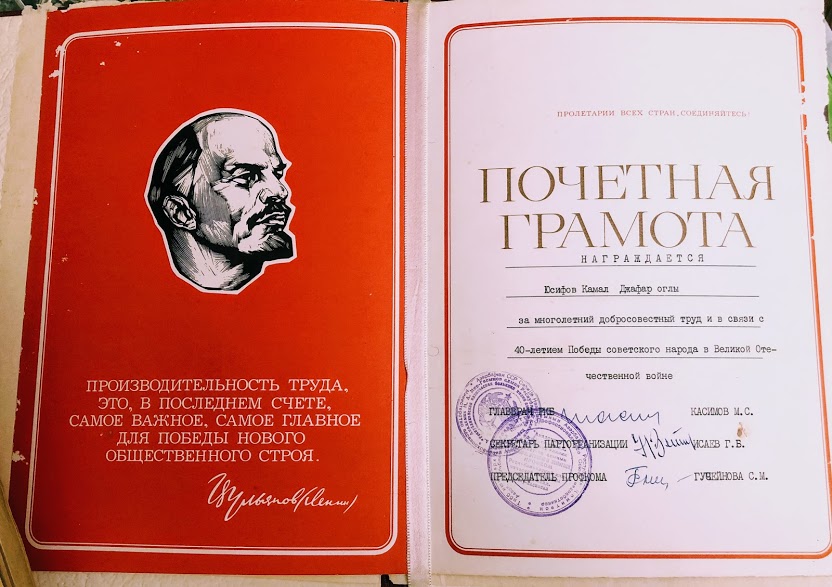 ПРОИЗВОДИТЕЛЬНОСТЬ ТРУДА,
ЭТО, В ПОСЛЕДНЕМ СЧЕТЕ,
САМОЕ ВАЖНОЕ, САМОЕ ГЛАВНОЕ
ДЛЯ ПОБЕДЫ НОВОГО
ОБЩЕСТВЕННОГО СТРОЯ.
В. Ульянов (Ленин)
ПРОЛЕТАРИИ ВСЕХ СТРАН, СОЕДИНЯЙТЕСЬ!
ПОЧЕТНАЯ
ГРАМОТА
НАГРАЖДАЕТСЯ
Юсифов Камал Джафар оглы
за многолетний добросовестный труд и в связи с
40-летием Победы советского народа в Великой Оте-
чественной войне
ГЛАВВРАЧ КАСИМОВ М.С.
СЕКРЕТАРЬ ПАРТОРГАНИЗАЦИИ ИСАЕВ Г.Б.
ПРЕДСЕДАТЕЛЬ ПРОФКОМА ГУЧЕЙНОВА С.М.